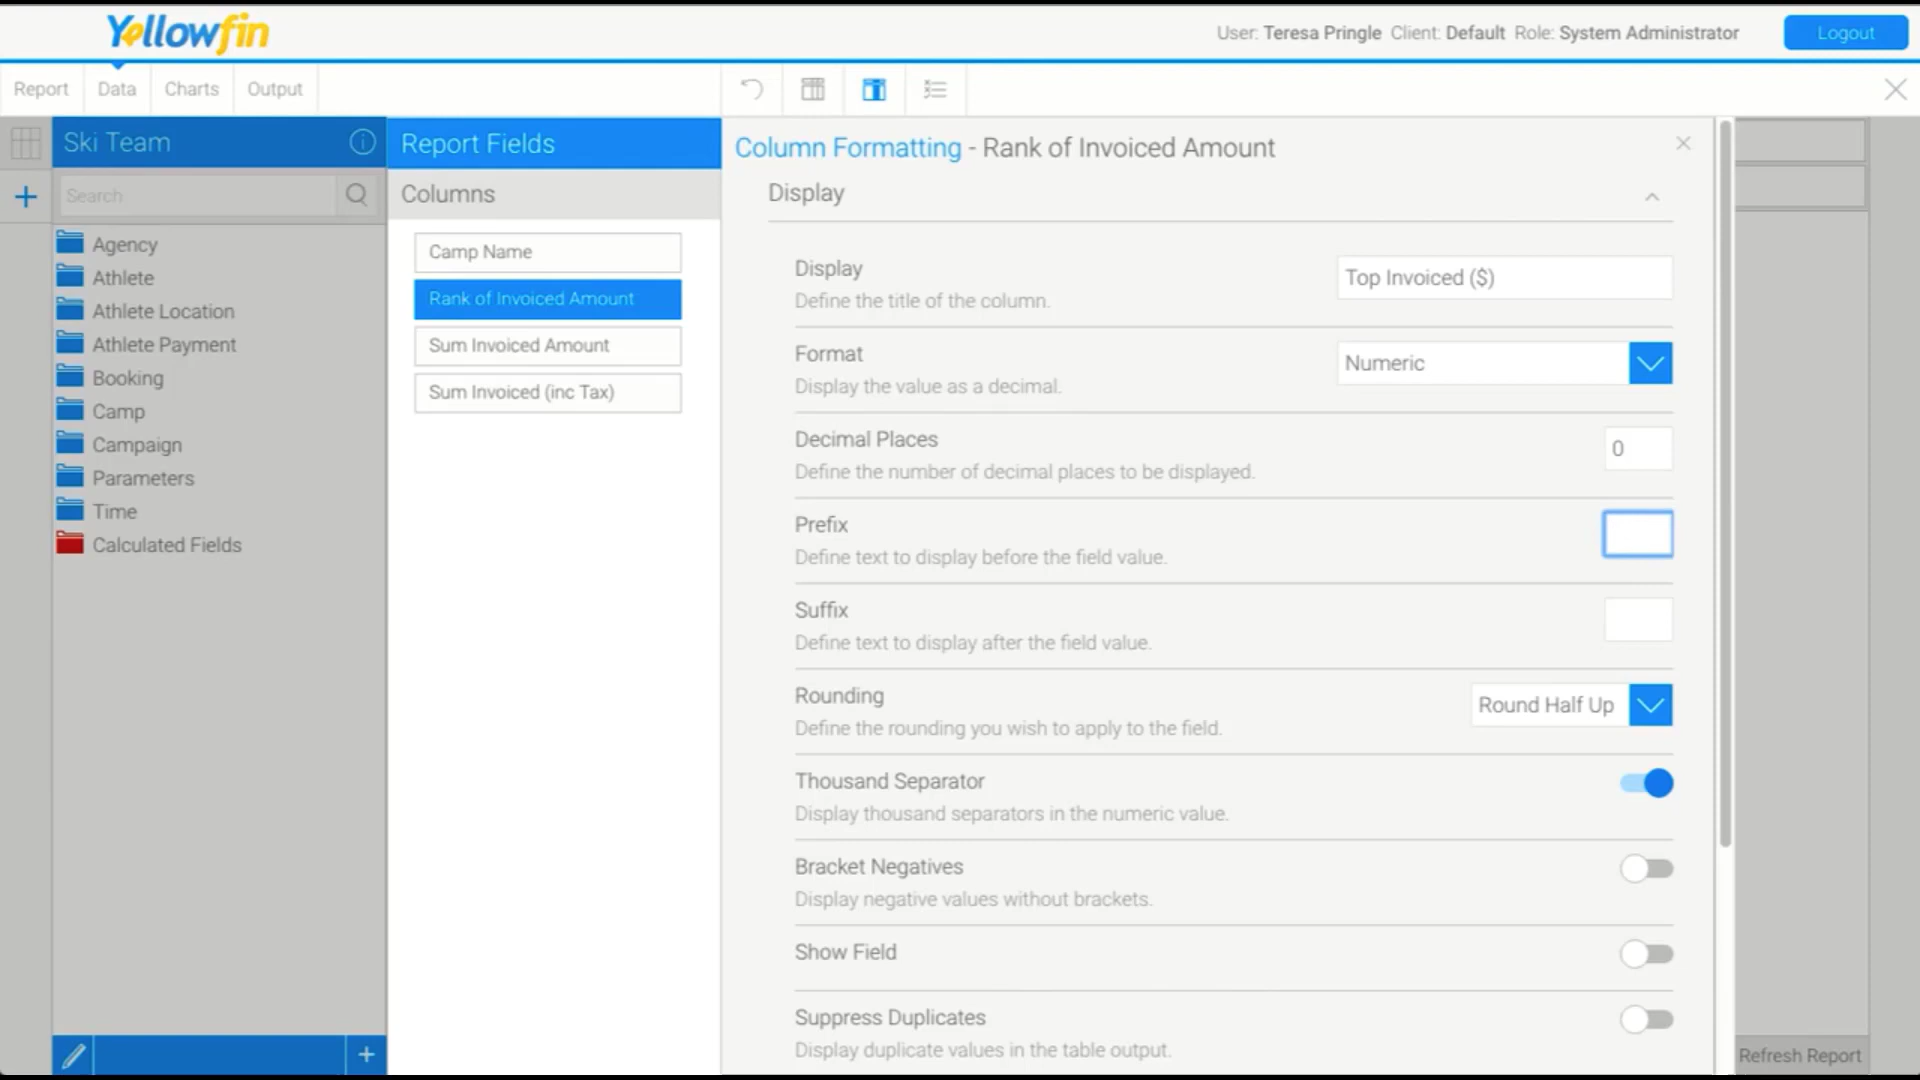 Yellowfin
User: Teresa Pringle Client: Default Role: System Administrator
Logout
Report
Data
Charts
Output
Ski Team
Search
Agency
Athlete
Athlete Location
Athlete Payment
Booking
Camp
Campaign
Parameters
Time
Calculated Fields
Report Fields
Columns
Camp Name
Rank of Invoiced Amount
Sum Invoiced Amount
Sum Invoiced (inc Tax)
Column Formatting - Rank of Invoiced Amount
Display
Display
Define the title of the column.
Top Invoiced ($)
Format
Display the value as a decimal.
Numeric
Decimal Places
Define the number of decimal places to be displayed.
0
Prefix
Define text to display before the field value.
Suffix
Define text to display after the field value.
Rounding
Define the rounding you wish to apply to the field.
Round Half Up
Thousand Separator
Display thousand separators in the numeric value.
Bracket Negatives
Display negative values without brackets.
Show Field
Suppress Duplicates
Display duplicate values in the table output.
Refresh Report